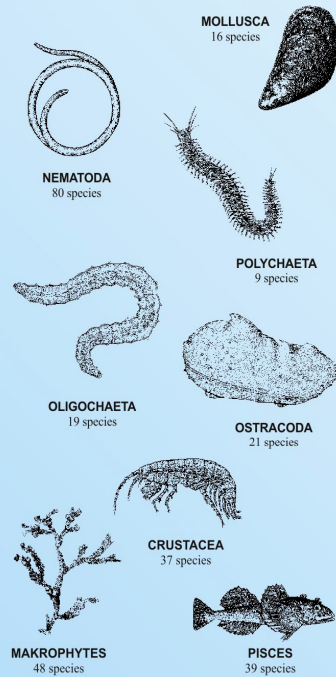 MOLLUSCA
16 species
NEMATODA
80 species
POLYCHAETA
9 species
OLIGOCHAETA
19 species
OSTRACODA
21 species
CRUSTACEA
37 species
MAKROPHYTES
48 species
PISCES
39 species